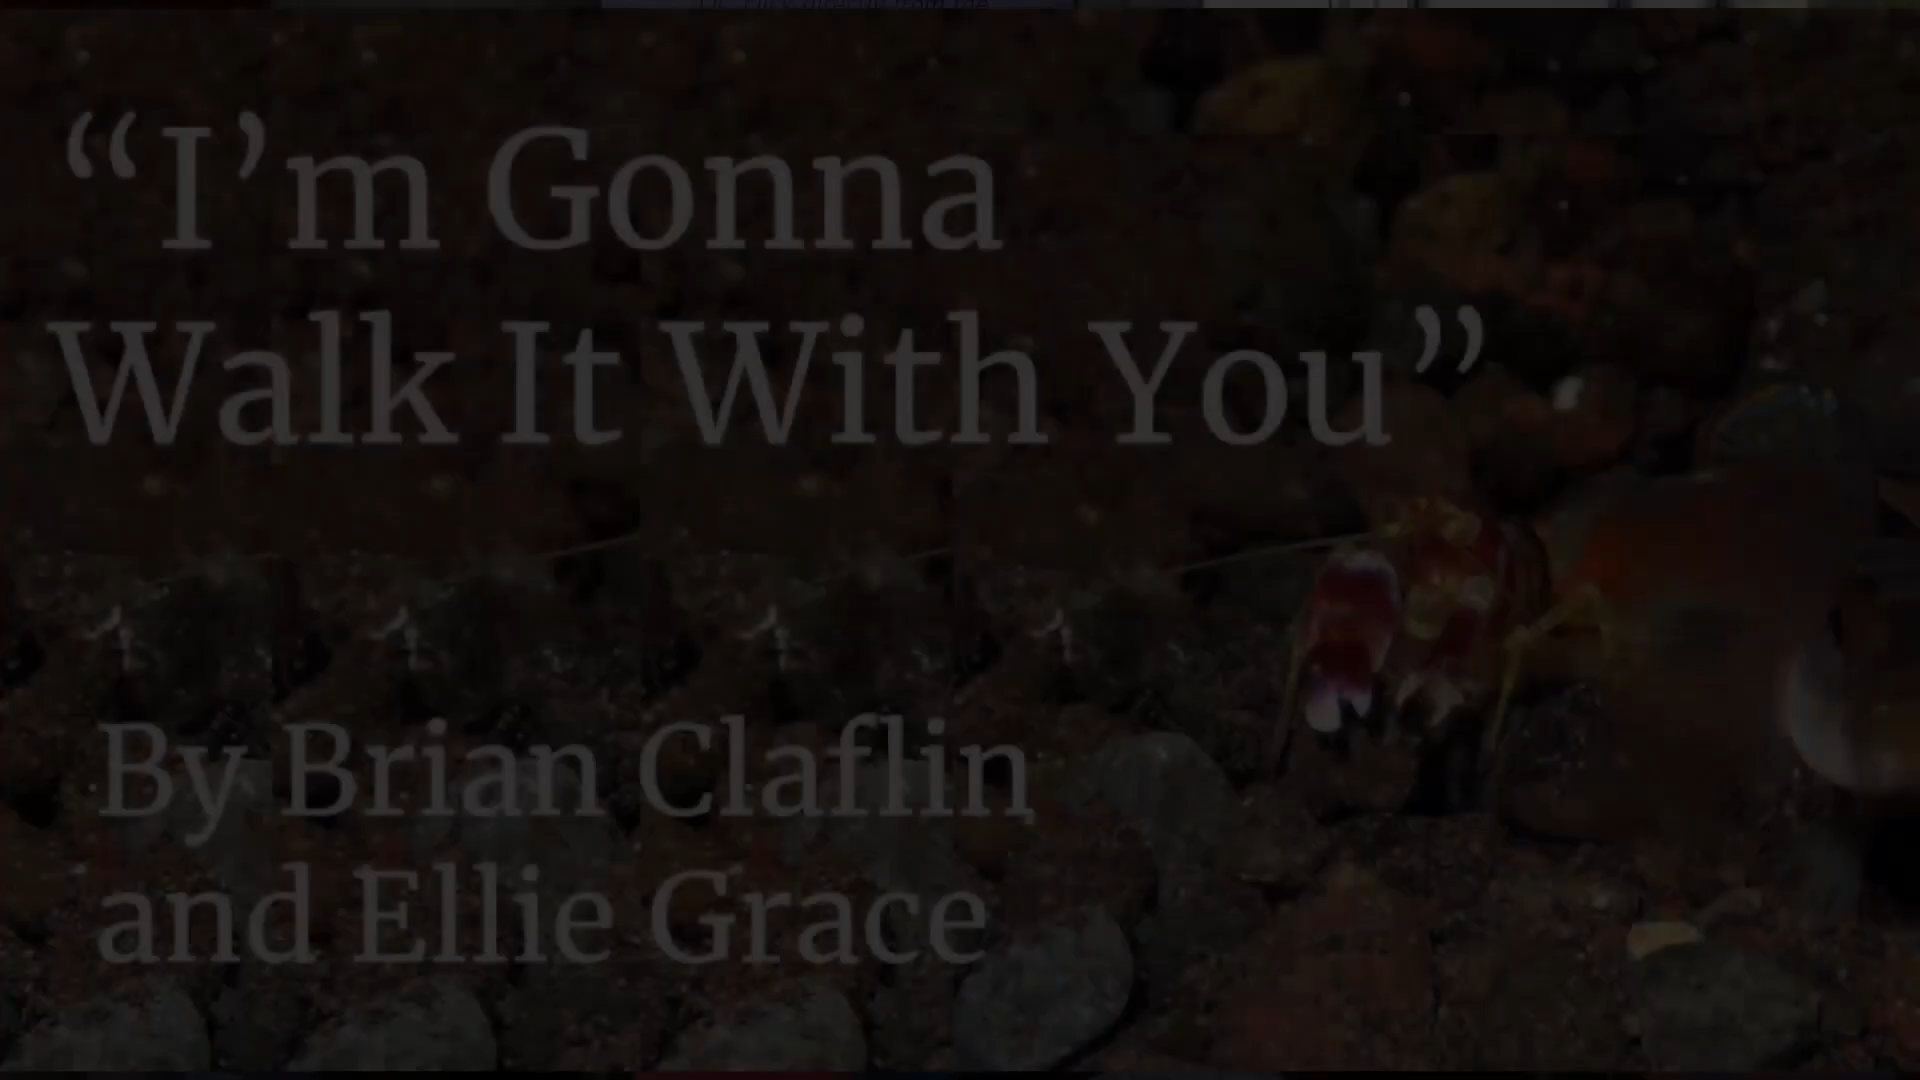 “I’m Gonna
Walk It With You”
By Brian Claflin
and Ellie Grace